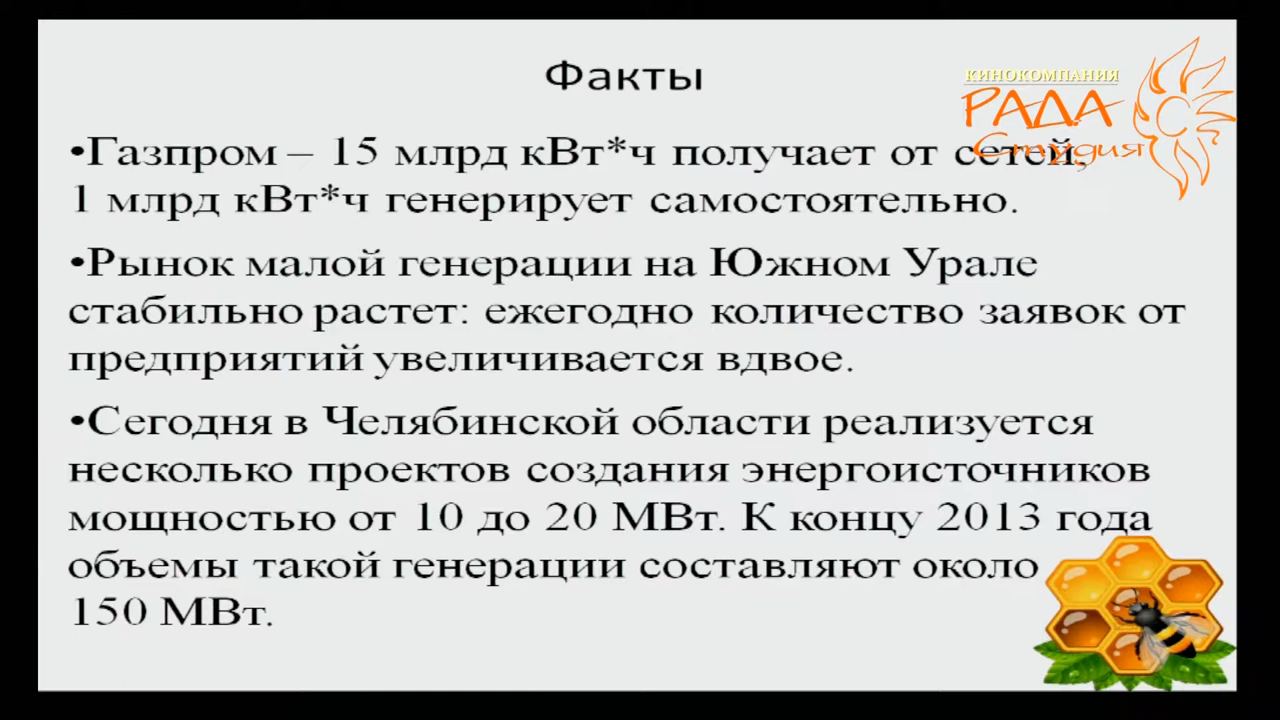 Факты
КИНОКОМПАНИЯ
РАДА
Студия
•Газпром – 15 млрд кВт*ч получает от сетей,
1 млрд кВт*ч генерирует самостоятельно.
•Рынок малой генерации на Южном Урале
стабильно растет: ежегодно количество заявок от
предприятий увеличивается вдвое.
•Сегодня в Челябинской области реализуется
несколько проектов создания энергоисточников
мощностью от 10 до 20 МВт. К концу 2013 года
объемы такой генерации составляют около
150 МВт.